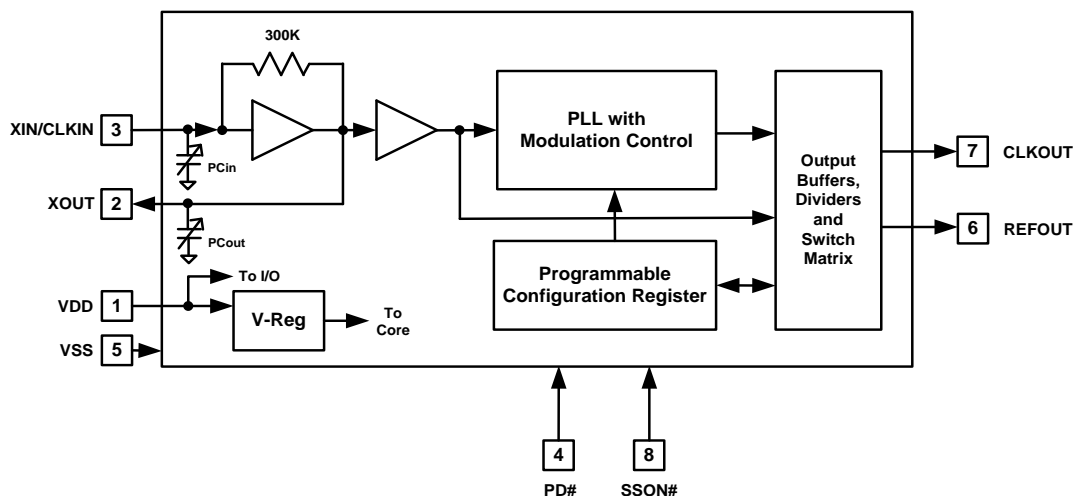 300K
PLL with
Modulation Control
XIN/CLKIN
3
PCin
Output
Buffers,
Dividers
and
Switch
Matrix
7
CLKOUT
XOUT
2
PCout
6
REFOUT
To I/O
Programmable
Configuration Register
VDD
1
V-Reg
To
Core
VSS
5
4
8
PD#
SSON#